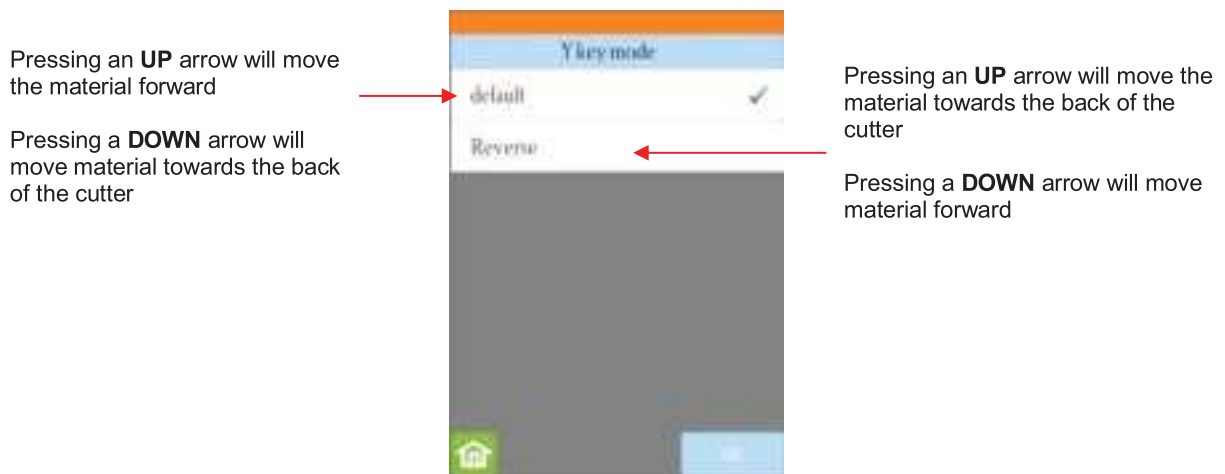 Pressing an UP arrow will move
the material forward
Pressing a DOWN arrow will
move material towards the back
of the cutter
Y key mode
default
Reverse
Pressing an UP arrow will move the
material towards the back of the
cutter
Pressing a DOWN arrow will move
material forward